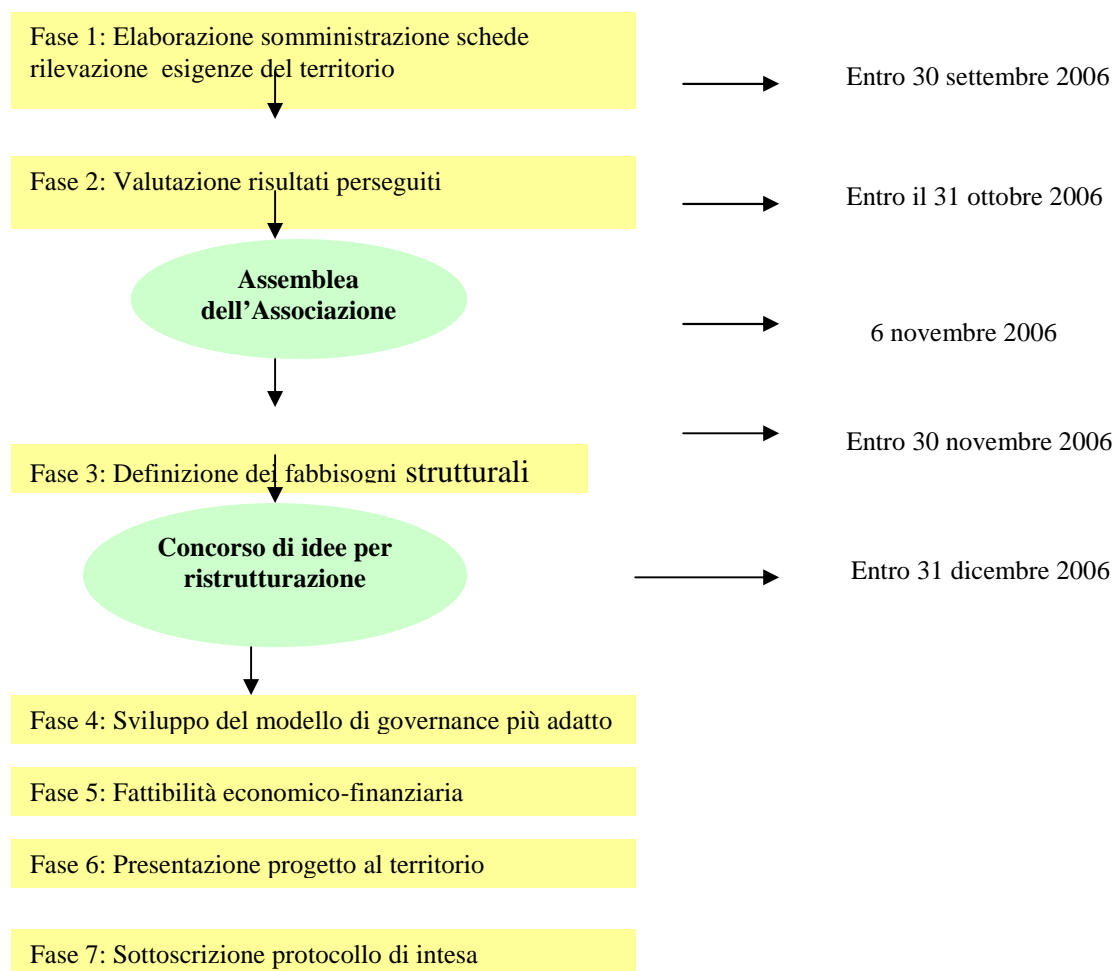 Fase 1: Elaborazione somministrazione schede
rilevazione esigenze del territorio
Entro 30 settembre 2006
Fase 2: Valutazione risultati perseguiti
Entro il 31 ottobre 2006
Assemblea
dell'Associazione
6 novembre 2006
Entro 30 novembre 2006
Fase 3: Definizione dei fabbisogni strutturali
Concorso di idee per
ristrutturazione
Entro 31 dicembre 2006
Fase 4: Sviluppo del modello di governance più adatto
Fase 5: Fattibilità economico-finanziaria
Fase 6: Presentazione progetto al territorio
Fase 7: Sottoscrizione protocollo di intesa